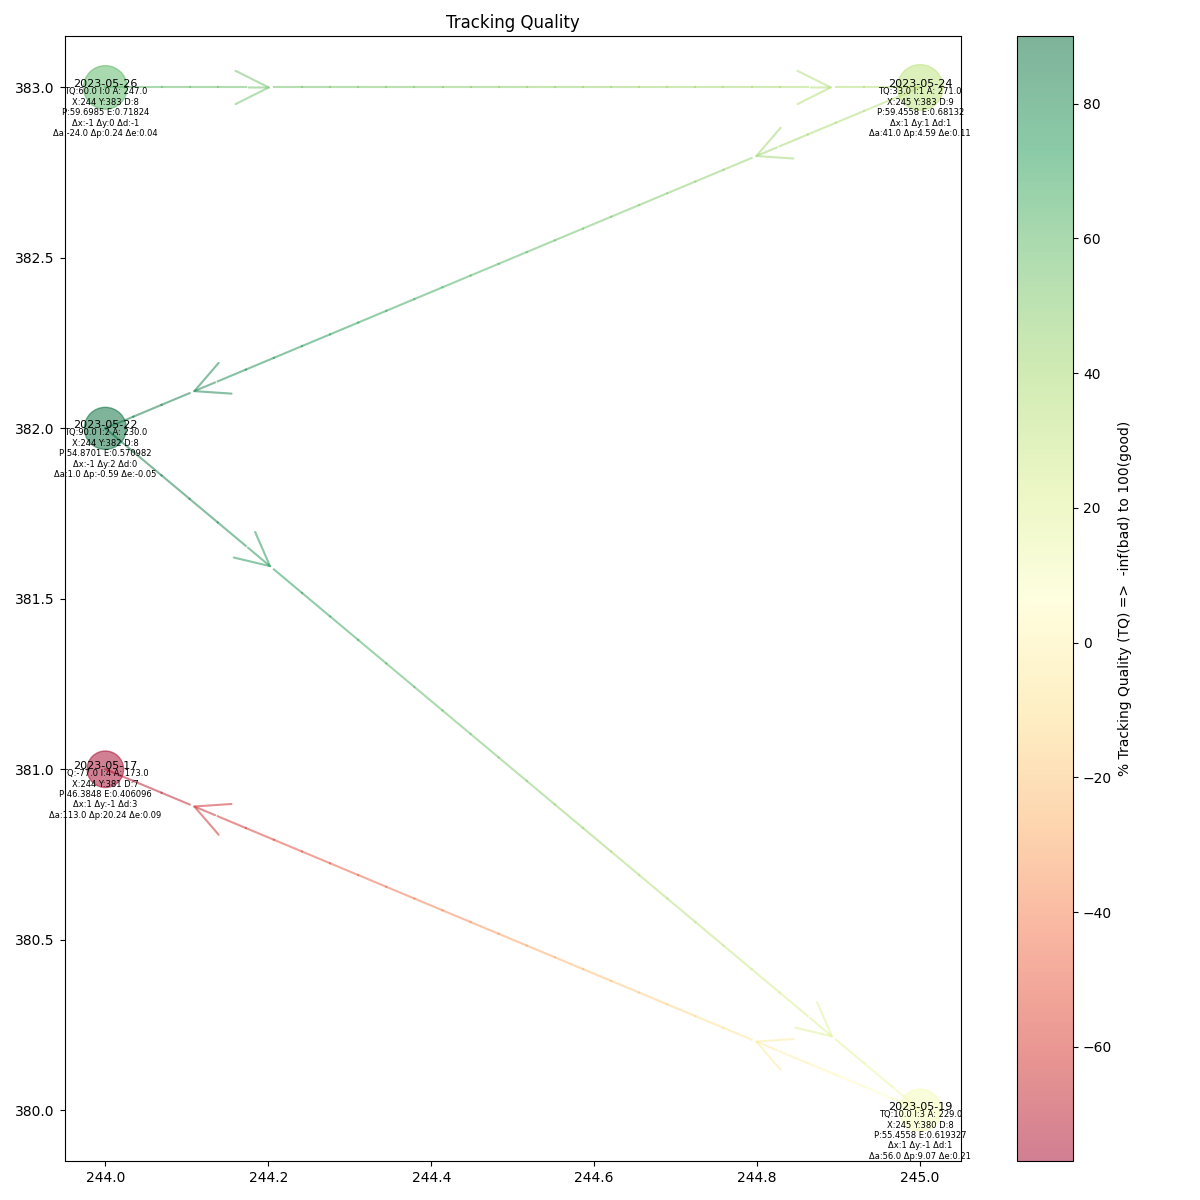 Tracking Quality
383.0
382.5
382.0
381.5
381.0
380.5
380.0
2023-05-26
TQ:60.0 I:0 A: 247.0
X:244 Y:383 D:8
P:59.6985 E:0.71824
Δx:-1 Δy:0 Δd:-1
Δa:-24.0 Δp:0.24 Δe:0.04
2023-05-24
TQ:33.0 I:1 A: 271.0
X:245 Y:383 D:9
P:59.4558 E:0.68132
Δx:1 Δy:1 Δd:1
Δa:41.0 Δp:4.59 Δe:0.11
2023-05-22
TQ:90.0 I:2 A: 230.0
X:244 Y:382 D:8
P:54.8701 E:0.570982
Δx:-1 Δy:2 Δd:0
Δa:1.0 Δp:-0.59 Δe:-0.05
2023-05-17
TQ:-77.0 I:4 A: 173.0
X:244 Y:381 D:7
P:46.3848 E:0.406096
Δx:1 Δy:-1 Δd:3
Δa:113.0 Δp:20.24 Δe:0.09
2023-05-19
TQ:10.0 I:3 A: 229.0
X:245 Y:380 D:8
P:55.4558 E:0.619327
Δx:1 Δy:-1 Δd:1
Δa:56.0 Δp:9.07 Δe:0.21
244.0 244.2 244.4 244.6 244.8 245.0
80
60
40
20
0
−20
−40
−60
% Tracking Quality (TQ) => -inf(bad) to 100(good)